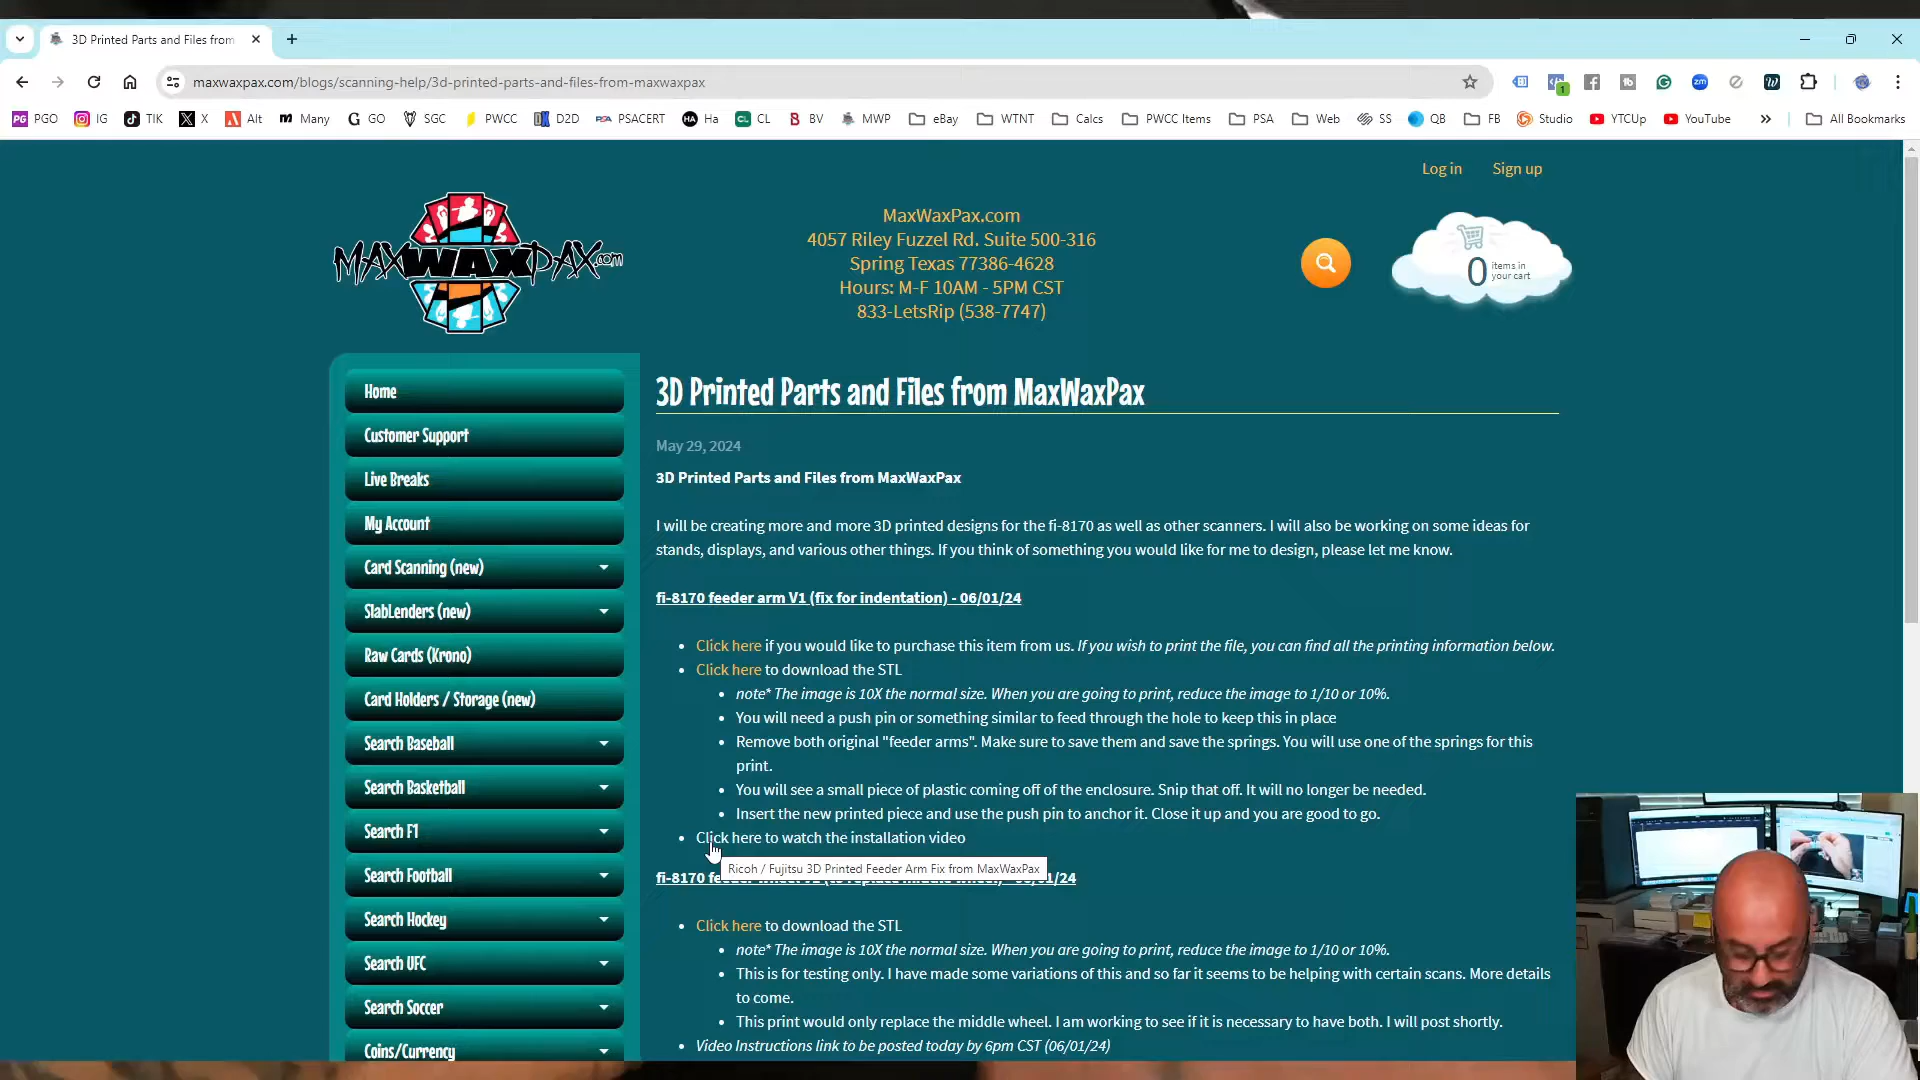 3D Printed Parts and Files from
maxwaxpax.com/blogs/scanning-help/3d-printed-parts-and-files-from-maxwaxpax
PGO IG TIK X Alt Many GO SGC PWCC D2D PSACERT Ha CL BV MWP eBay WTNT Calcs PWCC Items PSA Web SS QB FB Studio YTCUp YouTube All Bookmarks
Log in Sign up
MAXWAXPAX.com
MaxWaxPax.com
4057 Riley Fuzzel Rd. Suite 500-316
Spring Texas 77386-4628
Hours: M-F 10AM - 5PM CST
833-LetsRip (538-7747)
0 items in
your cart
Home
Customer Support
Live Breaks
My Account
Card Scanning (new)
SlabLenders (new)
Raw Cards (Krono)
Card Holders / Storage (new)
Search Baseball
Search Basketball
Search F1
Search Football
Search Hockey
Search UFC
Search Soccer
Coins/Currency
3D Printed Parts and Files from MaxWaxPax
May 29, 2024
3D Printed Parts and Files from MaxWaxPax
I will be creating more and more 3D printed designs for the fi-8170 as well as other scanners. I will also be working on some ideas for
stands, displays, and various other things. If you think of something you would like for me to design, please let me know.
fi-8170 feeder arm V1 (fix for indentation) - 06/01/24
Click here if you would like to purchase this item from us. If you wish to print the file, you can find all the printing information below.
Click here to download the STL
note* The image is 10X the normal size. When you are going to print, reduce the image to 1/10 or 10%.
You will need a push pin or something similar to feed through the hole to keep this in place
Remove both original "feeder arms". Make sure to save them and save the springs. You will use one of the springs for this
print.
You will see a small piece of plastic coming off of the enclosure. Snip that off. It will no longer be needed.
Insert the new printed piece and use the push pin to anchor it. Close it up and you are good to go.
Click here to watch the installation video
Ricoh / Fujitsu 3D Printed Feeder Arm Fix from MaxWaxPax
fi-8170
Click here to download the STL
note* The image is 10X the normal size. When you are going to print, reduce the image to 1/10 or 10%.
This is for testing only. I have made some variations of this and so far it seems to be helping with certain scans. More details
to come.
This print would only replace the middle wheel. I am working to see if it is necessary to have both. I will post shortly.
Video Instructions link to be posted today by 6pm CST (06/01/24)